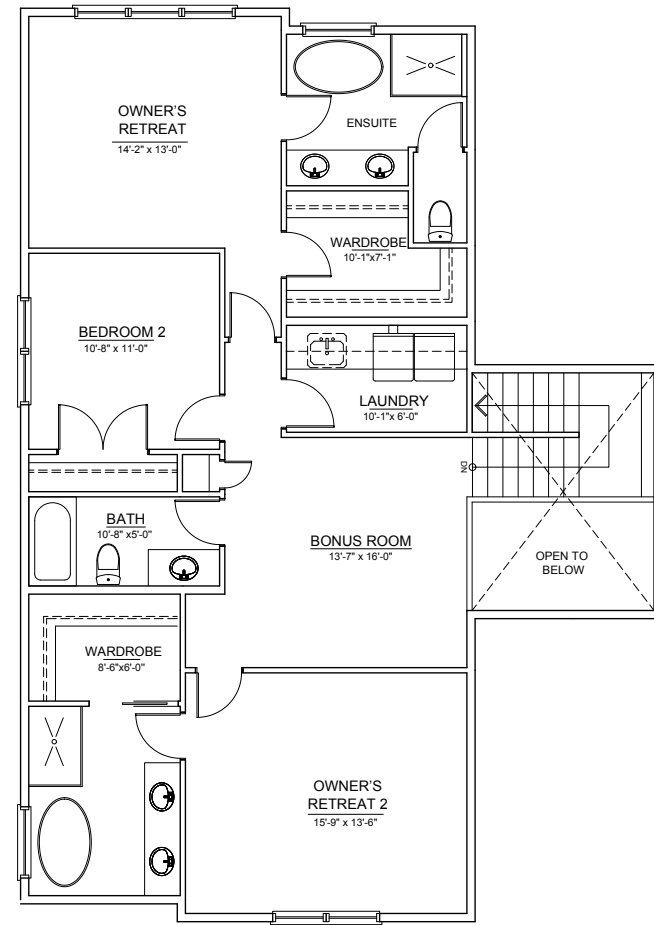 OWNER'S
RETREAT
14'-2" x 13'-0"
ENSUITE
WARDROBE
10'-1"x7'-1"
BEDROOM 2
10'-8" x 11'-0"
LAUNDRY
10'-1"x 6'-0"
DN
BATH
10'-8" x5'-0"
BONUS ROOM
13'-7" x 16'-0"
OPEN TO
BELOW
WARDROBE
8'-6"x6'-0"
OWNER'S
RETREAT 2
15'-9" x 13'-6"